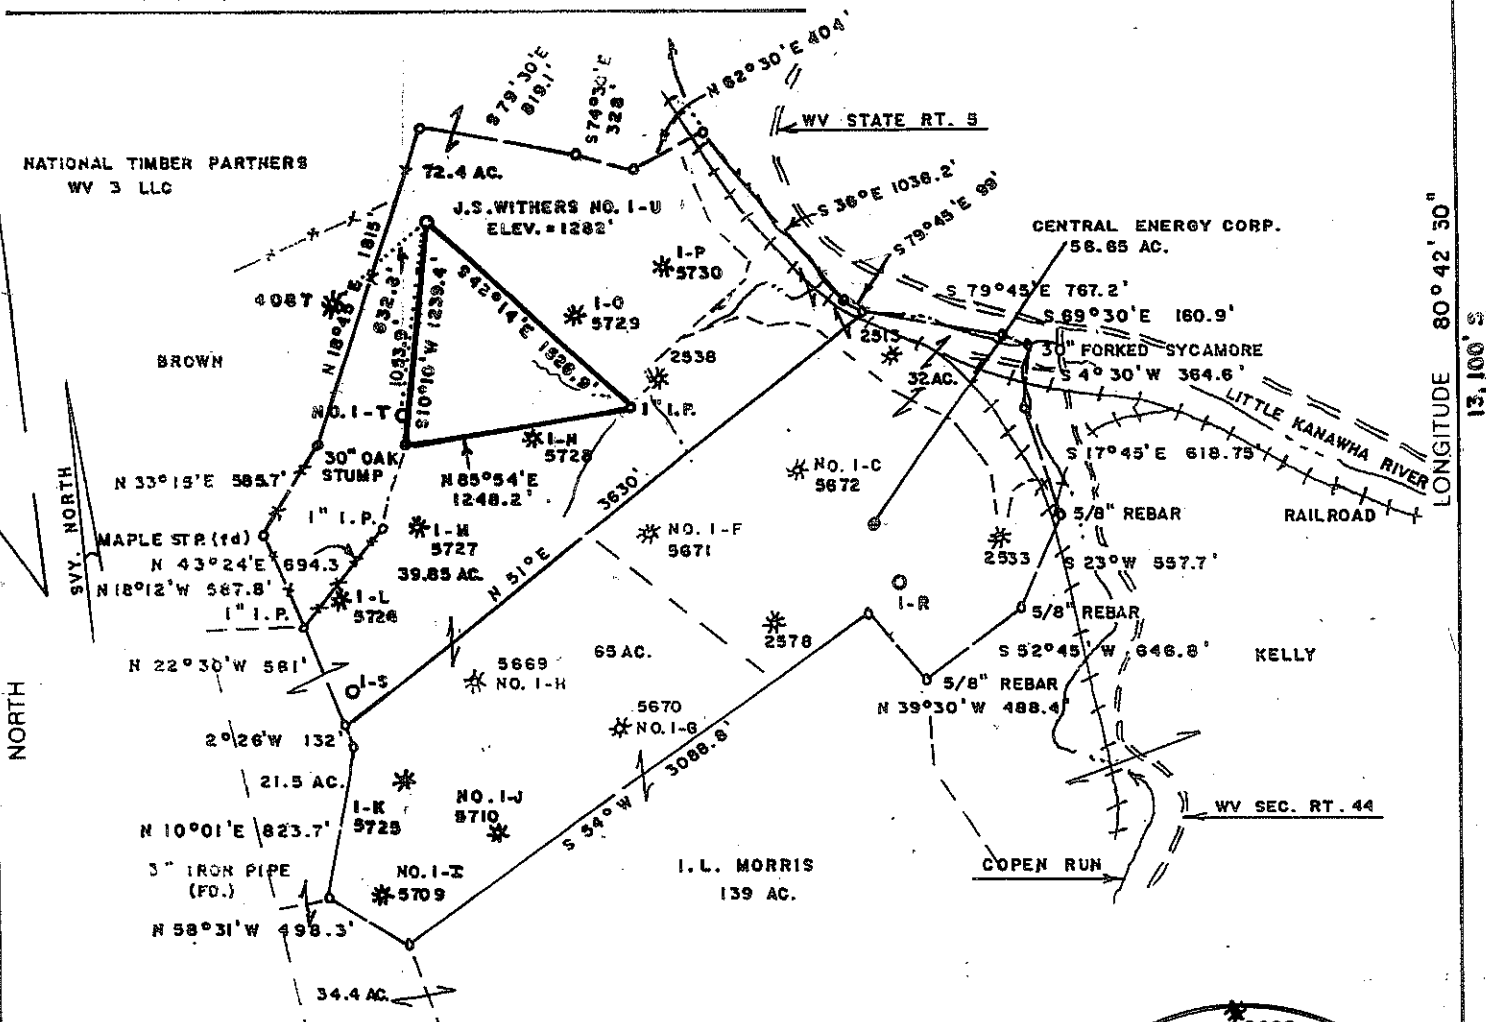 N 62°30'E 404'
S 79°30'E
819.1'
S 74°30'E
328'
WV STATE RT. 5
NATIONAL TIMBER PARTNERS
WV 3 LLC
72.4 AC.
J.S. WITHERS NO. 1-U
ELEV. = 1282'
S 36°E 1036.2'
S 79°45'E 99'
CENTRAL ENERGY CORP.
56.65 AC.
LONGITUDE 80°42'30"
13,100'
N 18°45'E 1815'
4087
632.2'
1053.9'
S 10°10'W 1239.4'
S 42°14'E 1526.9'
1-P
5730
1-O
5729
S 79°45'E 767.2'
S 69°30'E 160.9'
30" FORKED SYCAMORE
S 4°30'W 364.6'
2513
32 AC.
BROWN
2538
1" I.P.
NO. 1-T
LITTLE KANAWHA RIVER
RAILROAD
30" OAK
STUMP
1-N
5728
N 85°54'E
1248.2'
S 17°45'E 618.75'
N 33°15'E 585.7'
NO. 1-C
5672
3630'
N 51°E
SVY. NORTH
1" I.P.
1-M
5727
39.85 AC.
NO. 1-F
5671
5/8" REBAR
MAPLE STP. (fd)
N 43°24'E 694.3
N 18°12'W 587.8'
2533
S 23°W 557.7'
1-L
5726
1-R
1" I.P.
5/8" REBAR
2578
N 22°30'W 561'
65 AC.
S 52°45'W 646.8'
KELLY
1-S
5669
NO. 1-H
5/8" REBAR
N 39°30'W 488.4'
NORTH
5670
NO. 1-G
2°26'W 132'
21.5 AC.
S 54°W 3088.8'
1-K
5725
NO. 1-J
5710
WV SEC. RT. 44
N 10°01'E 823.7'
3" IRON PIPE
(FD.)
NO. 1-I
5709
I.L. MORRIS
139 AC.
COPEN RUN
N 58°31'W 498.3'
34.4 AC.